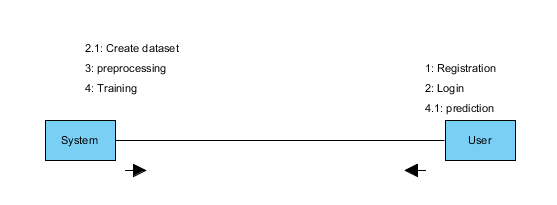 2.1: Create dataset
3: preprocessing
4: Training
1: Registration
2: Login
4.1: prediction
System
User